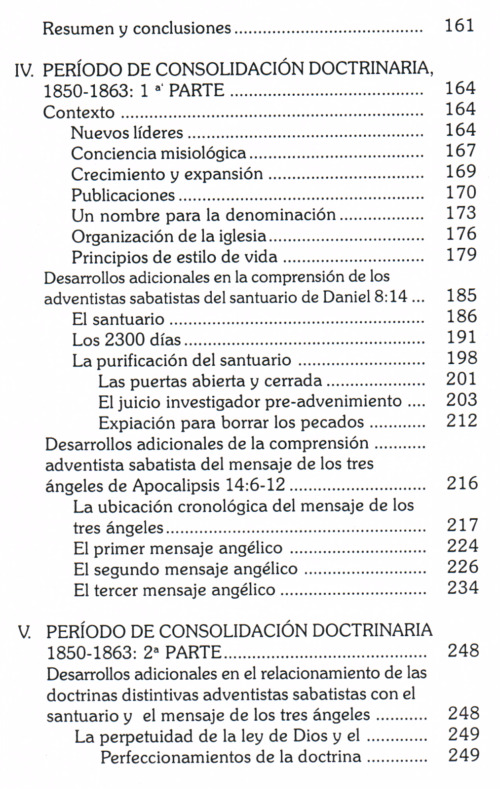 Resumen y conclusiones ........................................ 161
IV. PERÍODO DE CONSOLIDACIÓN DOCTRINARIA,
1850-1863: 1 ª' PARTE ......................................... 164
Contexto ................................................................ 164
Nuevos líderes .................................................. 164
Conciencia misiológica ..................................... 167
Crecimiento y expansión ................................. 169
Publicaciones .................................................... 170
Un nombre para la denominación .................. 173
Organización de la iglesia................................. 176
Principios de estilo de vida .............................. 179
Desarrollos adicionales en la comprensión de los
adventistas sabatistas del santuario de Daniel 8:14 ... 185
El santuario ...................................................... 186
Los 2300 días ................................................... 191
La purificación del santuario ........................... 198
Las puertas abierta y cerrada ..................... 201
El juicio investigador pre-advenimiento .... 203
Expiación para borrar los pecados ............ 212
Desarrollos adicionales de la comprensión ...........
adventista sabatista del mensaje de los tres
ángeles de Apocalipsis 14:6-12 ............................. 216
La ubicación cronológica del mensaje de los
tres ángeles ....................................................... 217
El primer mensaje angélico ............................. 224
El segundo mensaje angélico .......................... 226
El tercer mensaje angélico ............................... 234
V. PERÍODO DE CONSOLIDACIÓN DOCTRINARIA
1850-1863: 2ª PARTE ........................................... 248
Desarrollos adicionales en el relacionamiento de las
doctrinas distintivas adventistas sabatistas con el
santuario y el mensaje de los tres ángeles ........... 248
La perpetuidad de la ley de Dios y el ............. 249
Perfeccionamientos de la doctrina ............. 249